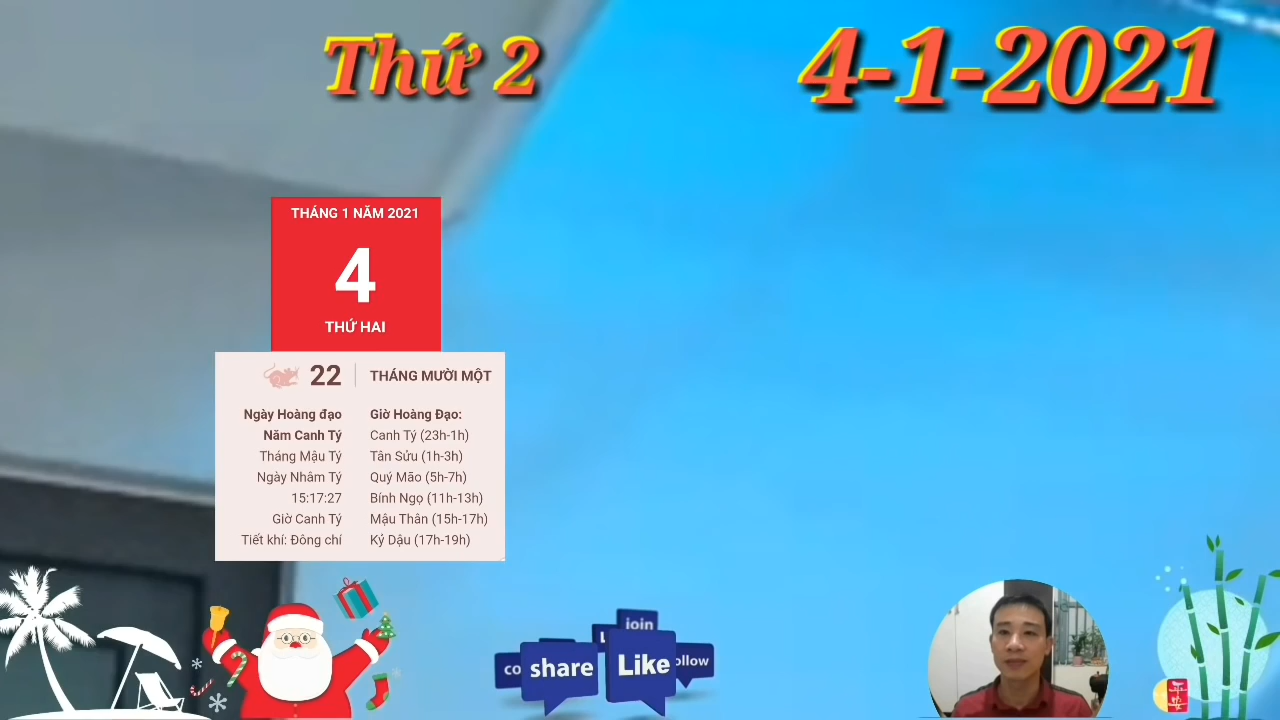 Thứ 2
4-1-2021
THÁNG 1 NĂM 2021
4
THỨ HAI
22
THÁNG MƯỜI MỘT
Ngày Hoàng đạo
Năm Canh Tý
Tháng Mậu Tý
Ngày Nhâm Tý
15:17:27
Giờ Canh Tý
Tiết khí: Đông chí
Giờ Hoàng Đạo:
Canh Tý (23h-1h)
Tân Sửu (1h-3h)
Quý Mão (5h-7h)
Bính Ngọ (11h-13h)
Mậu Thân (15h-17h)
Kỷ Dậu (17h-19h)
join
co
share
Like
ollow